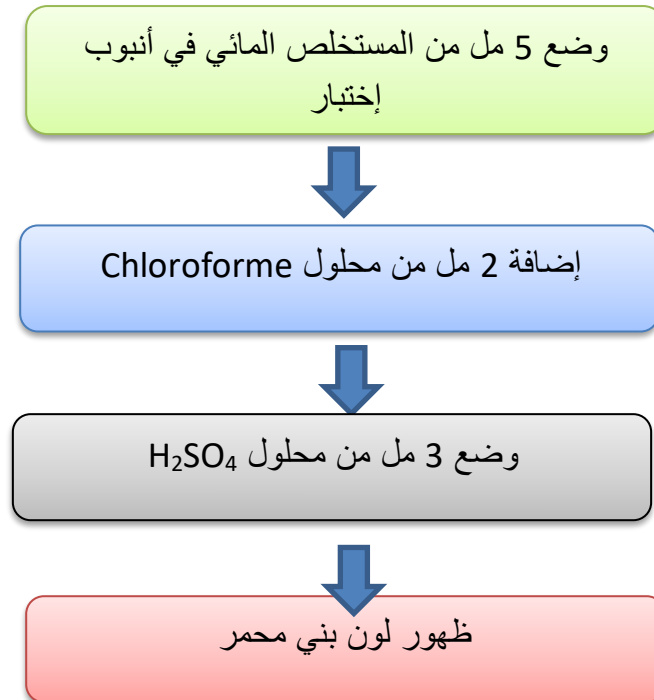 وضع 5 مل من المستخلص المائي في أنبوب
إختبار
إضافة 2 مل من محلول Chloroforme
وضع 3 مل من محلول H₂SO₄
ظهور لون بني محمر